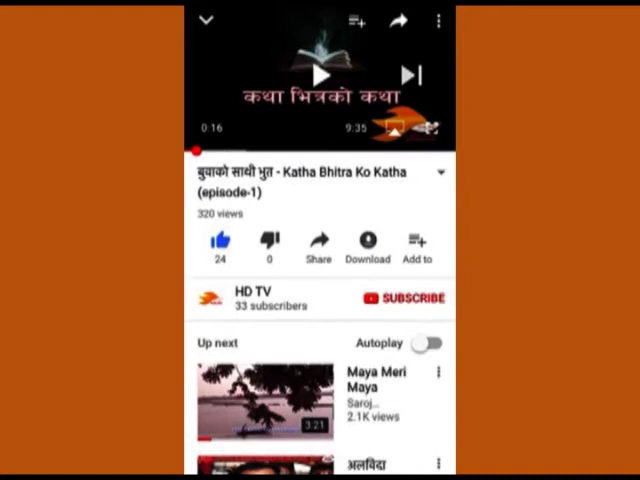 कथा भित्रको कथा
0:16
9:35
बुवाको साथी भुत - Katha Bhitra Ko Katha
(episode-1)
320 views
24
0
Share
Download
Add to
HD TV
33 subscribers
SUBSCRIBE
Up next
Autoplay
Maya Meri
Maya
Saroj...
2.1K views
3:21
अलविदा